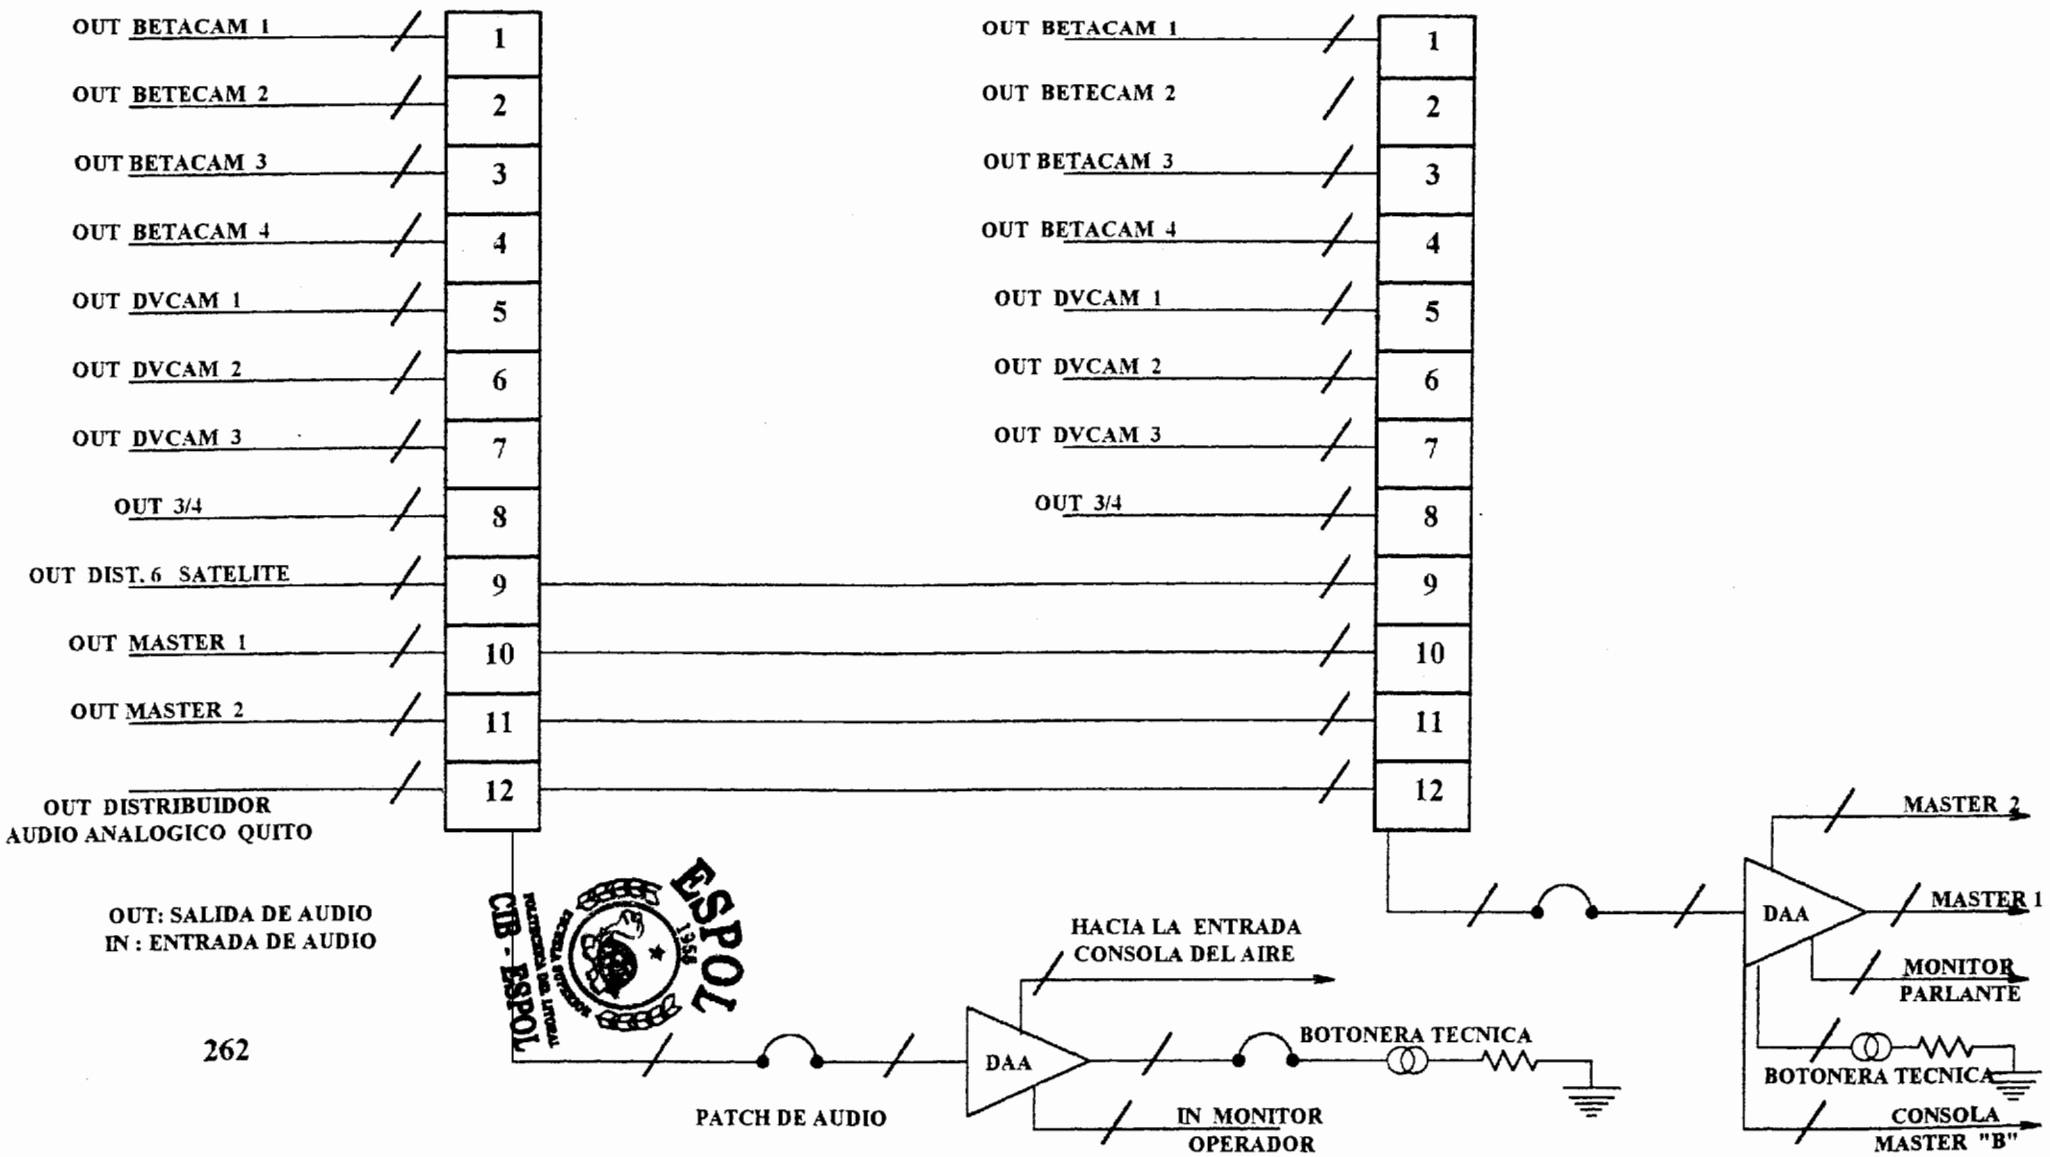 OUT BETACAM 1
1
OUT BETECAM 2
2
OUT BETACAM 3
3
OUT BETACAM 4
4
OUT DVCAM 1
5
OUT DVCAM 2
6
OUT DVCAM 3
7
OUT 3/4
8
OUT DIST. 6 SATELITE
9
OUT MASTER 1
10
OUT MASTER 2
11
12
OUT DISTRIBUIDOR
AUDIO ANALOGICO QUITO
OUT: SALIDA DE AUDIO
IN : ENTRADA DE AUDIO
262
OUT BETACAM 1
1
OUT BETECAM 2
2
OUT BETACAM 3
3
OUT BETACAM 4
4
OUT DVCAM 1
5
OUT DVCAM 2
6
OUT DVCAM 3
7
OUT 3/4
8
9
10
11
12
ESPOL
1958
ESCUELA SUPERIOR
POLITECNICA DEL LITORAL
CIB - ESPOL
PATCH DE AUDIO
HACIA LA ENTRADA
CONSOLA DEL AIRE
DAA
BOTONERA TECNICA
IN MONITOR
OPERADOR
MASTER 2
DAA
MASTER 1
MONITOR
PARLANTE
BOTONERA TECNICA
CONSOLA
MASTER "B"